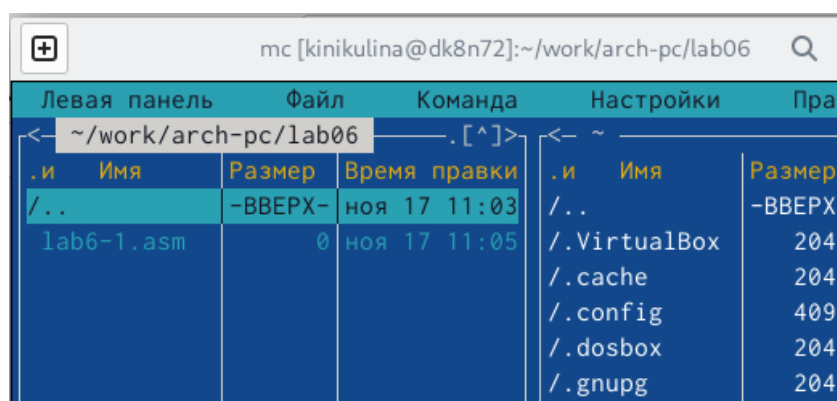 mc [kinikulina@dk8n72]:~/work/arch-pc/lab06
Левая панель Файл Команда Настройки Пра
<— ~/work/arch-pc/lab06 .[^]> <— ~
.и Имя Размер Время правки .и Имя Размер
/.. -ВВЕРХ- ноя 17 11:03 /.. -ВВЕРХ
lab6-1.asm 0 ноя 17 11:05 /.VirtualBox 204
/.cache 204
/.config 409
/.dosbox 204
/.gnupg 204